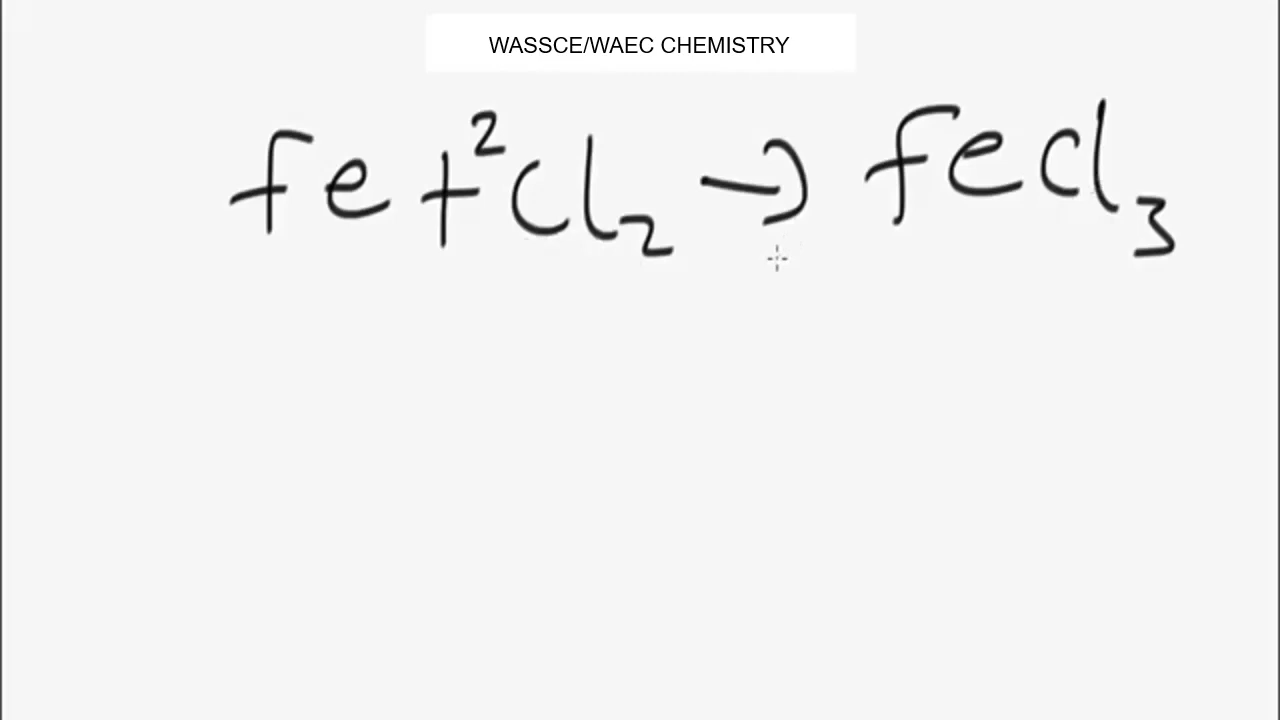 WASSCE/WAEC CHEMISTRY
fe + ²Cl₂ → feCl₃